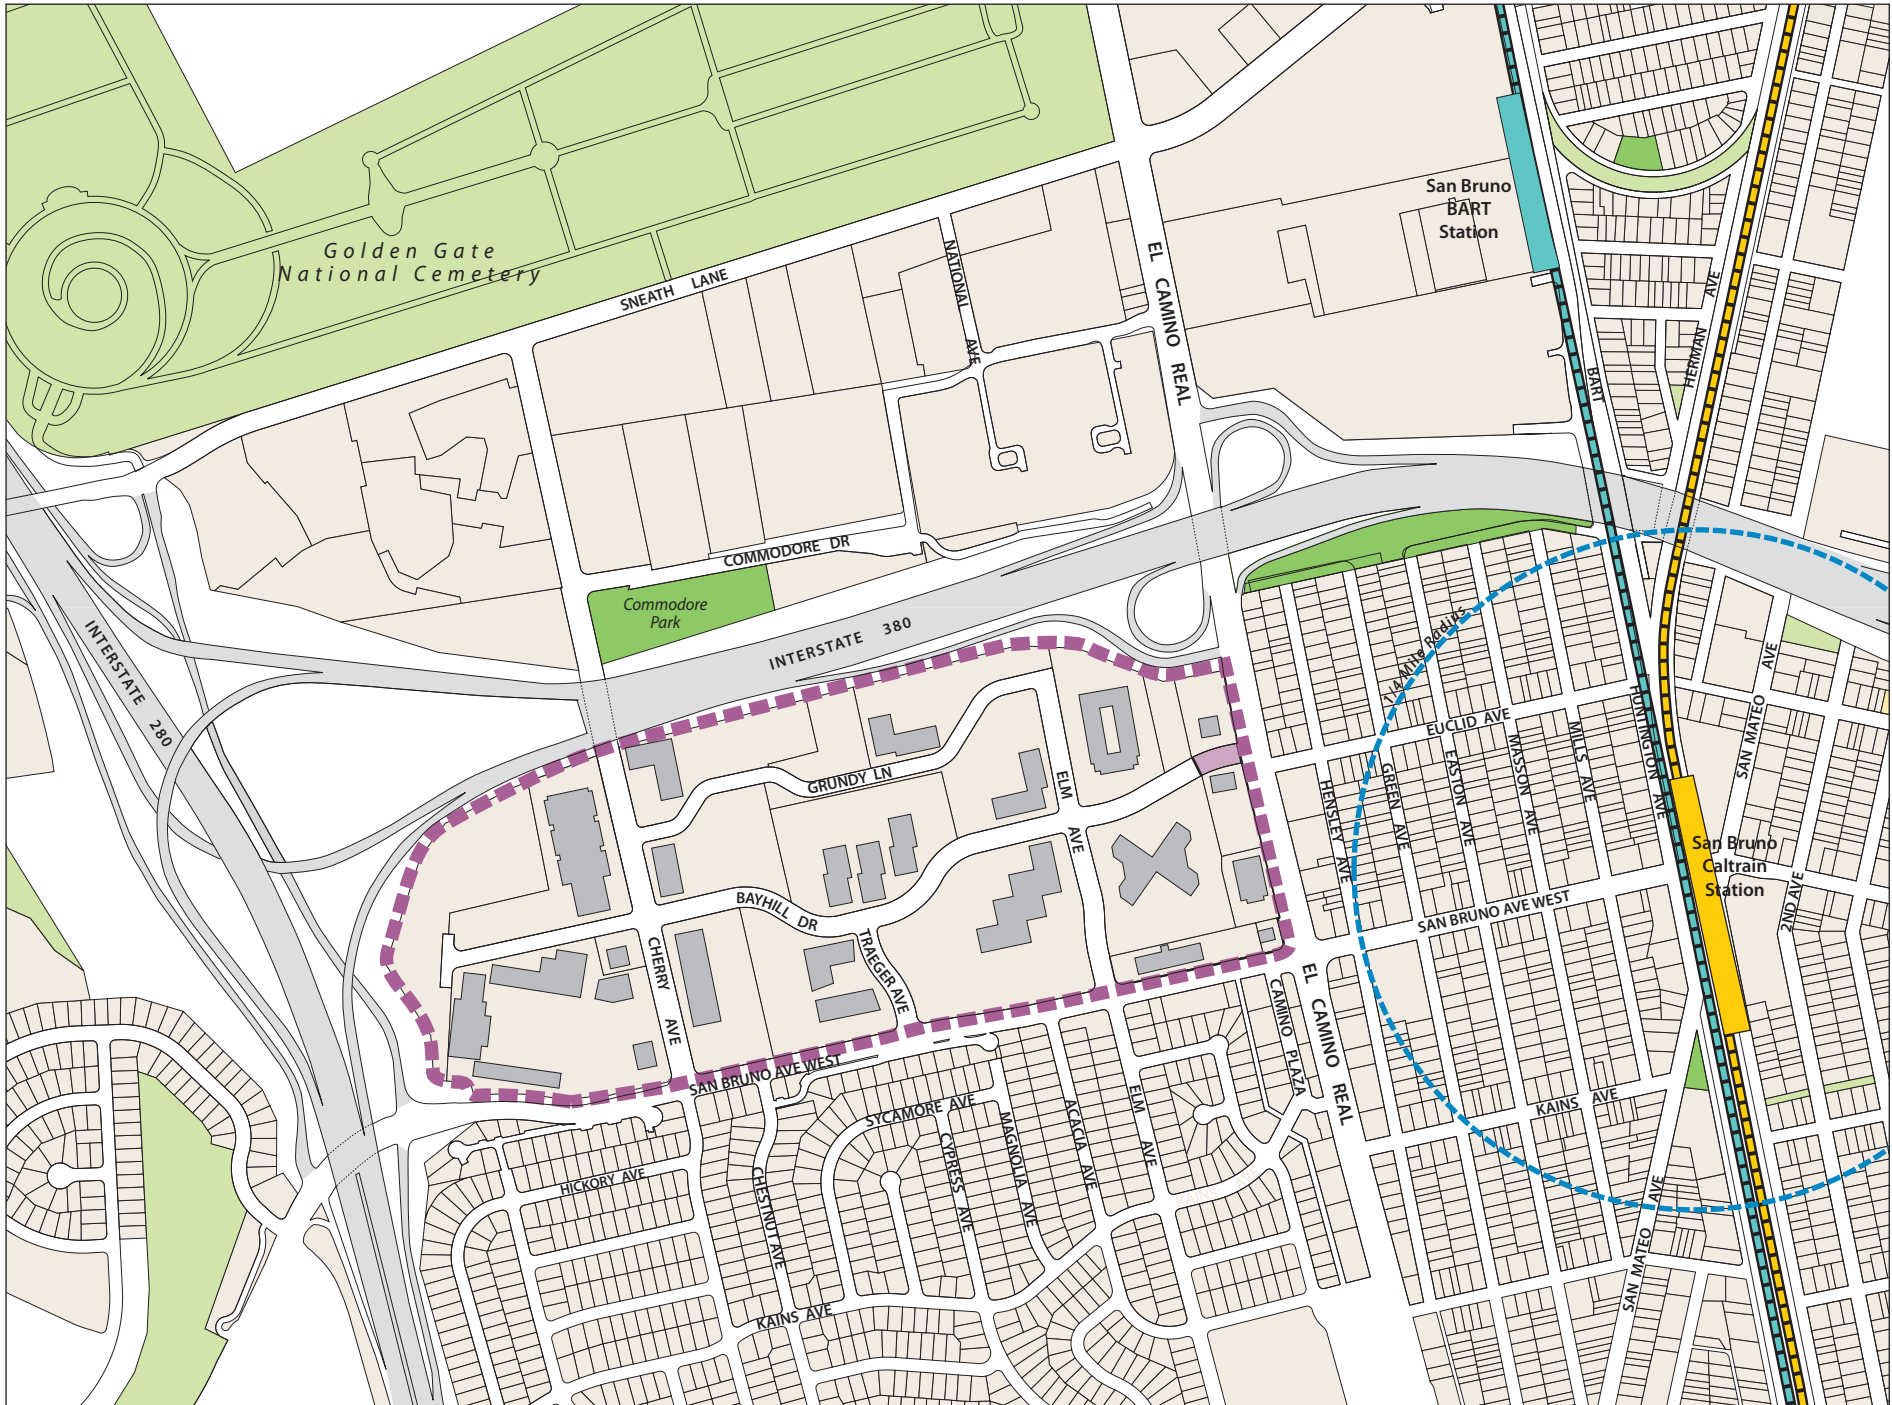 San Bruno
BART
Station
Golden Gate
National Cemetery
SNEATH LANE
NATIONAL AVE
EL CAMINO REAL
HERMAN AVE
BART
COMMODORE DR
Commodore
Park
INTERSTATE 380
INTERSTATE 280
1/4 Mile Radius
EUCLID AVE
HUNTINGTON AVE
SAN MATEO AVE
GRUNDY LN
ELM AVE
HENSLEY AVE
GREEN AVE
EASTON AVE
MASSON AVE
MILLS AVE
San Bruno
Caltrain
Station
2ND AVE
BAYHILL DR
TRAEGER AVE
CHERRY AVE
SAN BRUNO AVE WEST
SAN BRUNO AVE WEST
CAMINO PLAZA
EL CAMINO REAL
SYCAMORE AVE
CYPRESS AVE
MAGNOLIA AVE
ACACIA AVE
ELM AVE
KAINS AVE
KAINS AVE
HICKORY AVE
CHESTNUT AVE
KAINS AVE
SAN MATEO AVE